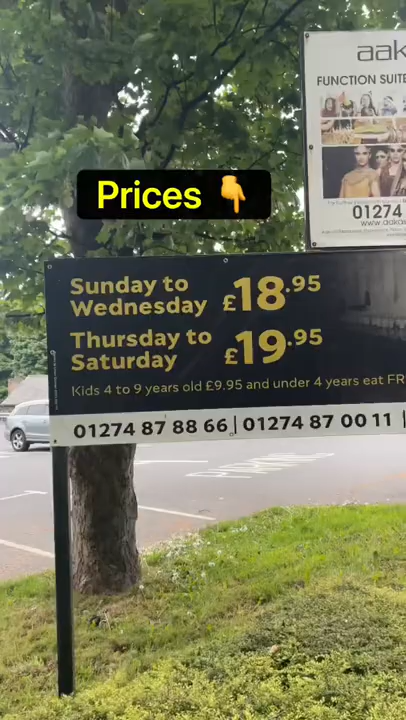 aak
FUNCTION SUITE
01274
Prices 👇
Sunday to
Wednesday £18.95
Thursday to
Saturday £19.95
Kids 4 to 9 years old £9.95 and under 4 years eat FR
01274 87 88 66 | 01274 87 00 11 |